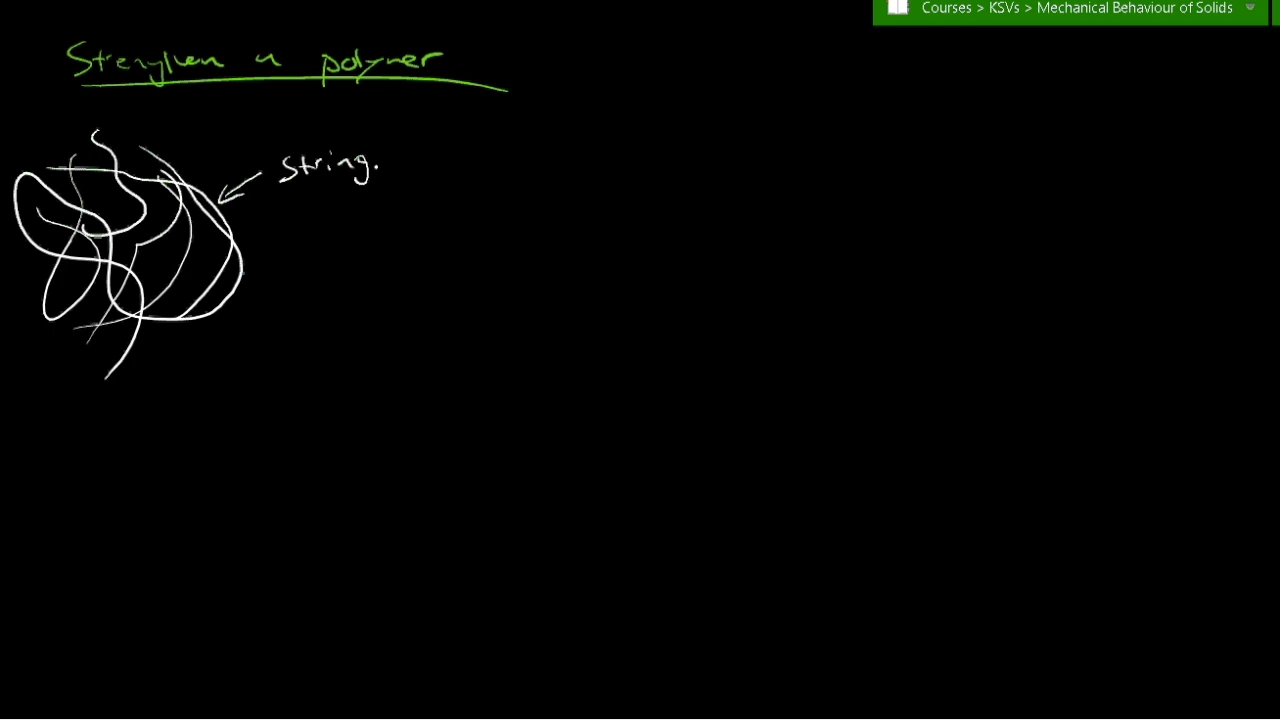 Courses > KSVs > Mechanical Behaviour of Solids
Strengthen a polymer
String.